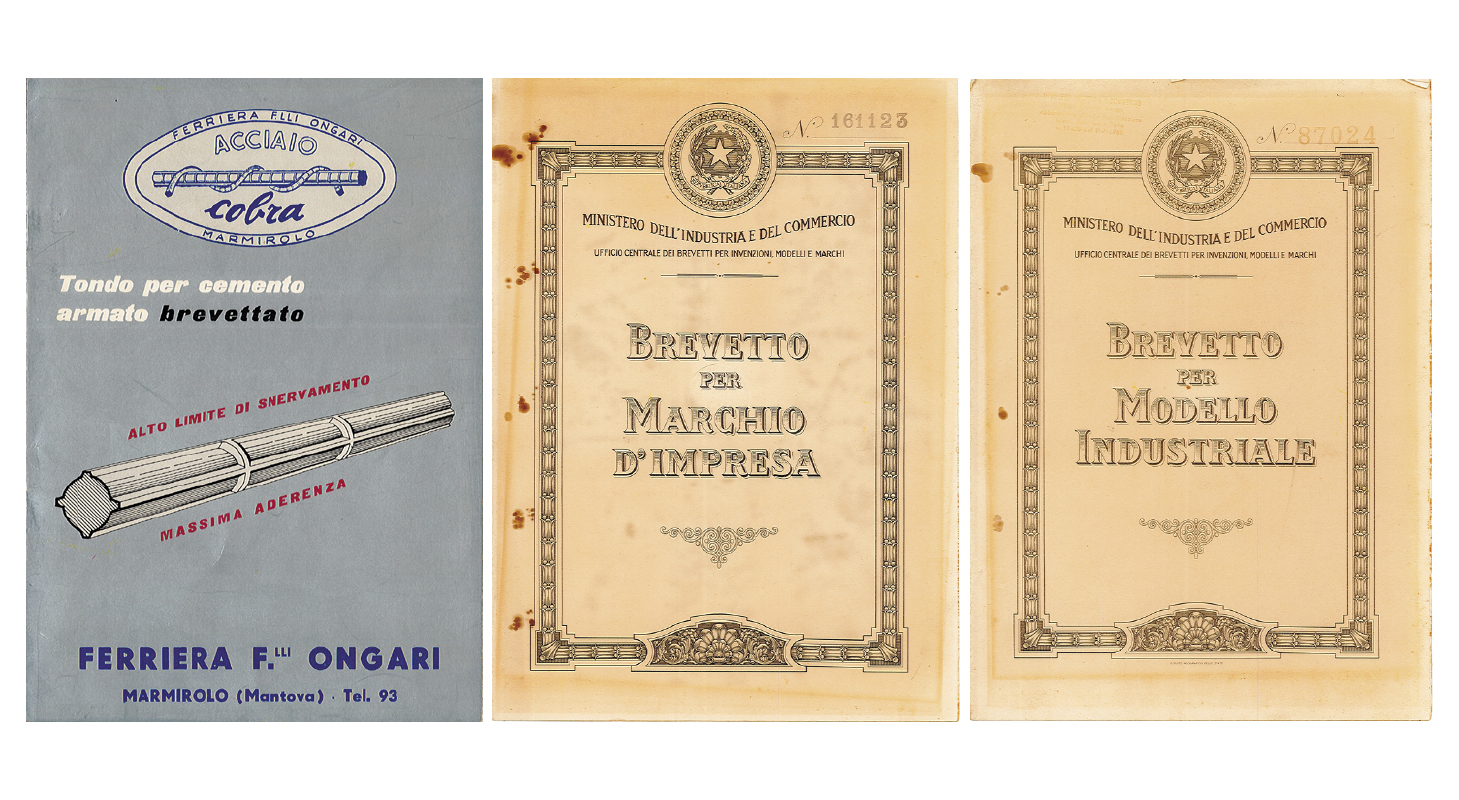 FERRIERA F.LLI ONGARI
ACCIAIO
cobra
MARMIROLO
Tondo per cemento
armato brevettato
ALTO LIMITE DI SNERVAMENTO
MASSIMA ADERENZA
FERRIERA F.LLI ONGARI
MARMIROLO (Mantova) · Tel. 93
N. 161123
MINISTERO DELL'INDUSTRIA E DEL COMMERCIO
UFFICIO CENTRALE DEI BREVETTI PER INVENZIONI, MODELLI E MARCHI
BREVETTO
PER
MARCHIO
D'IMPRESA
N. 87024
MINISTERO DELL'INDUSTRIA E DEL COMMERCIO
UFFICIO CENTRALE DEI BREVETTI PER INVENZIONI, MODELLI E MARCHI
BREVETTO
PER
MODELLO
INDUSTRIALE